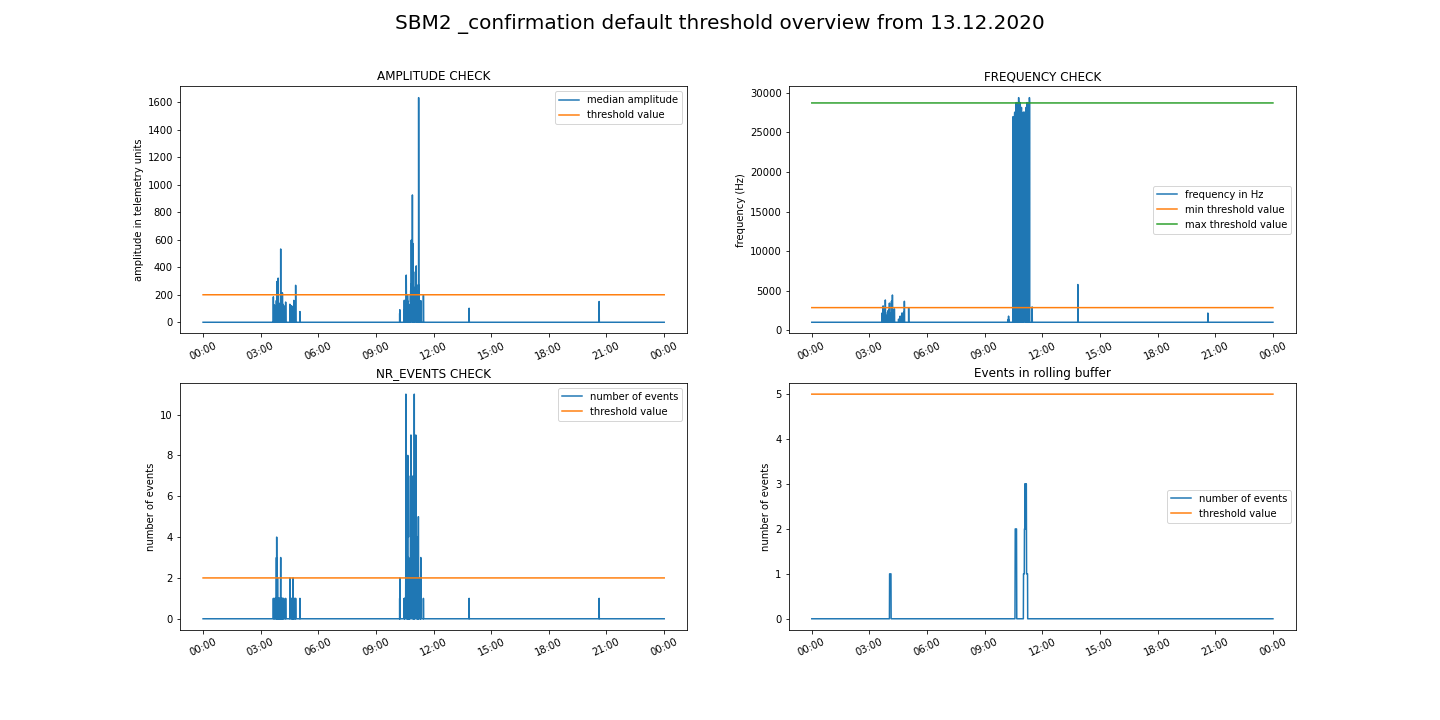 SBM2 _confirmation default threshold overview from 13.12.2020
AMPLITUDE CHECK
amplitude in telemetry units
1600
1400
1200
1000
800
600
400
200
0
median amplitude
threshold value
00:00 03:00 06:00 09:00 12:00 15:00 18:00 21:00 00:00
FREQUENCY CHECK
frequency (Hz)
30000
25000
20000
15000
10000
5000
0
frequency in Hz
min threshold value
max threshold value
00:00 03:00 06:00 09:00 12:00 15:00 18:00 21:00 00:00
NR_EVENTS CHECK
number of events
10
8
6
4
2
0
number of events
threshold value
00:00 03:00 06:00 09:00 12:00 15:00 18:00 21:00 00:00
Events in rolling buffer
number of events
5
4
3
2
1
0
number of events
threshold value
00:00 03:00 06:00 09:00 12:00 15:00 18:00 21:00 00:00